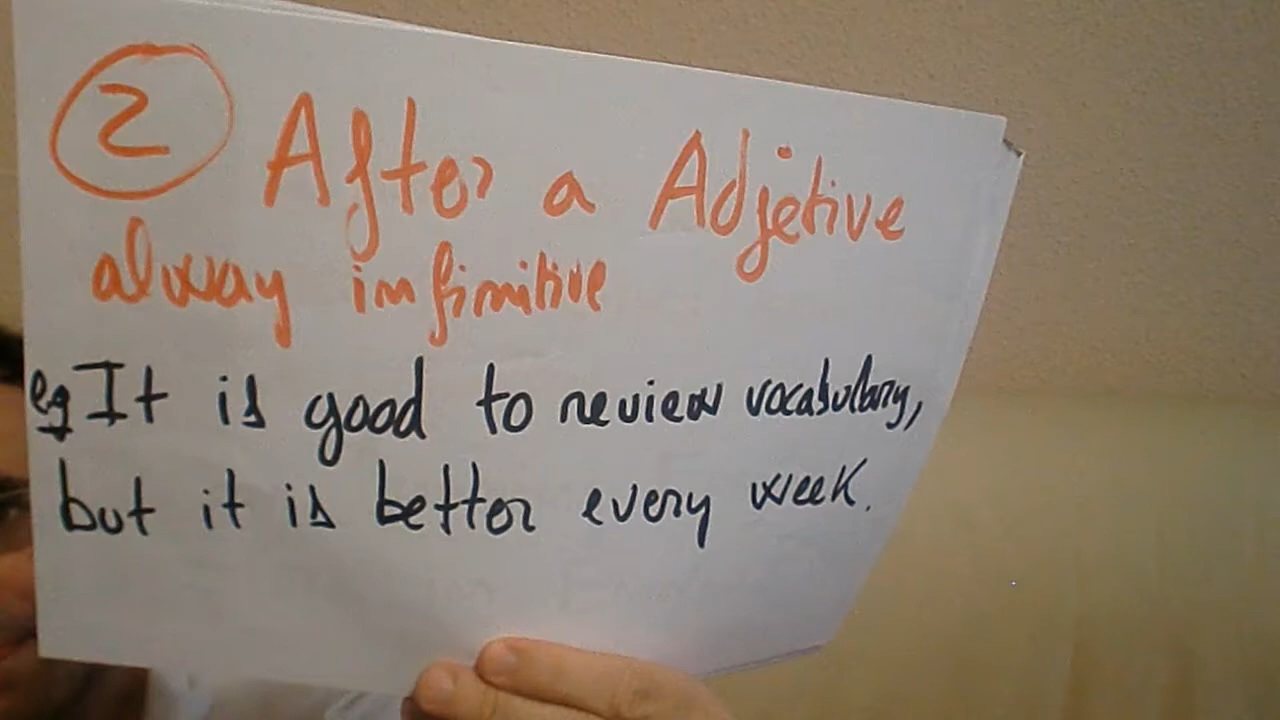 2 After a Adjetive
alway infinitive
eg It is good to review vocabulary,
but it is better every week.